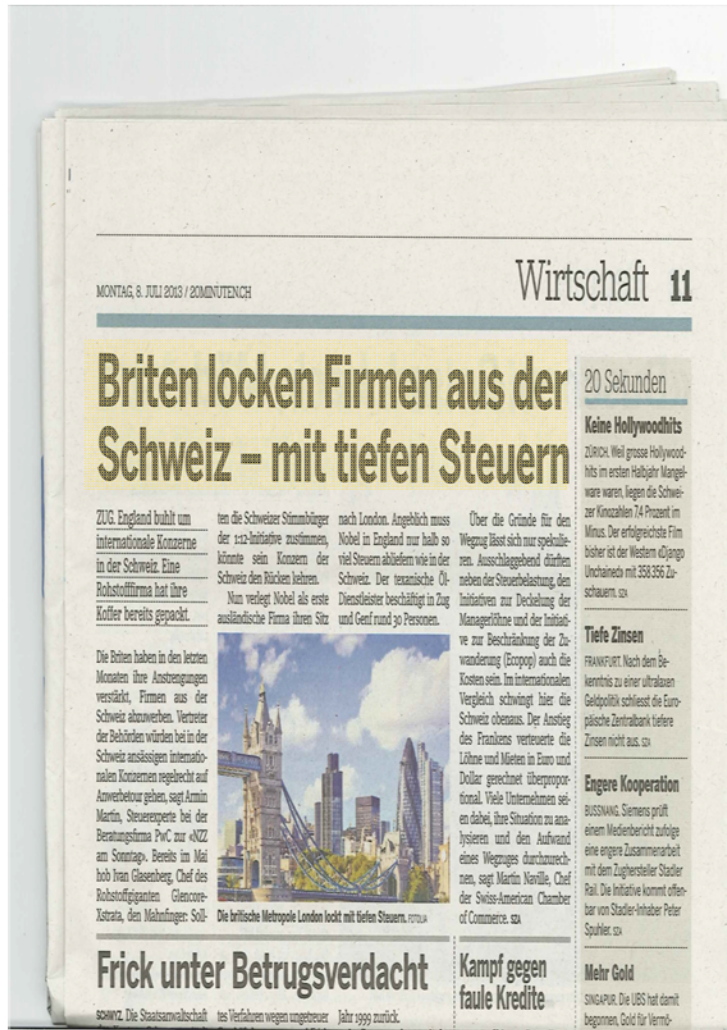 MONTAG, 8. JULI 2013 / 20MINUTEN.CH
Wirtschaft 11
Briten locken Firmen aus der
Schweiz – mit tiefen Steuern
ZUG. England buhlt um
internationale Konzerne
in der Schweiz. Eine
Rohstofffirma hat ihre
Koffer bereits gepackt.
Die Briten haben in den letzten
Monaten ihre Anstrengungen
verstärkt, Firmen aus der
Schweiz abzuwerben. Vertreter
der Behörden würden bei in der
Schweiz ansässigen internatio-
nalen Konzernen regelrecht auf
Anwerbetour gehen, sagt Armin
Martin, Steuerexperte bei der
Beratungsfirma PwC zur «NZZ
am Sonntag». Bereits im Mai
hob Ivan Glasenberg, Chef des
Rohstoffgiganten Glencore-
Xstrata, den Mahnfinger: Soll-
ten die Schweizer Stimmbürger
der 1:12-Initiative zustimmen,
könnte sein Konzern der
Schweiz den Rücken kehren.
Nun verlegt Nobel als erste
ausländische Firma ihren Sitz
nach London. Angeblich muss
Nobel in England nur halb so
viel Steuern abliefern wie in der
Schweiz. Der texanische Öl-
Dienstleister beschäftigt in Zug
und Genf rund 30 Personen.
Die britische Metropole London lockt mit tiefen Steuern. FOTOLIA
Über die Gründe für den
Wegzug lässt sich nur spekulie-
ren. Ausschlaggebend dürften
neben der Steuerbelastung, den
Initiativen zur Deckelung der
Managerlöhne und der Initiati-
ve zur Beschränkung der Zu-
wanderung (Ecopop) auch die
Kosten sein. Im internationalen
Vergleich schwingt hier die
Schweiz obenaus. Der Anstieg
des Frankens verteuerte die
Löhne und Mieten in Euro und
Dollar gerechnet überpropor-
tional. Viele Unternehmen sei-
en dabei, ihre Situation zu ana-
lysieren und den Aufwand
eines Wegzuges durchzurech-
nen, sagt Martin Naville, Chef
der Swiss-American Chamber
of Commerce. SZA
20 Sekunden
Keine Hollywoodhits
ZÜRICH. Weil grosse Hollywood-
hits im ersten Halbjahr Mangel-
ware waren, liegen die Schwei-
zer Kinozahlen 7,4 Prozent im
Minus. Der erfolgreichste Film
bisher ist der Western «Django
Unchained» mit 358 356 Zu-
schauern. SZA
Tiefe Zinsen
FRANKFURT. Nach dem Be-
kenntnis zu einer ultralaxen
Geldpolitik schliesst die Euro-
päische Zentralbank tiefere
Zinsen nicht aus. SZA
Engere Kooperation
BUSSNANG. Siemens prüft
einem Medienbericht zufolge
eine engere Zusammenarbeit
mit dem Zughersteller Stadler
Rail. Die Initiative kommt offen-
bar von Stadler-Inhaber Peter
Spuhler. SZA
Mehr Gold
SINGAPUR. Die UBS hat damit
begonnen, Gold für Vermö-
Frick unter Betrugsverdacht
SCHWYZ. Die Staatsanwaltschaft
tes Verfahren wegen ungetreuer
Jahr 1999 zurück.
Kampf gegen
faule Kredite